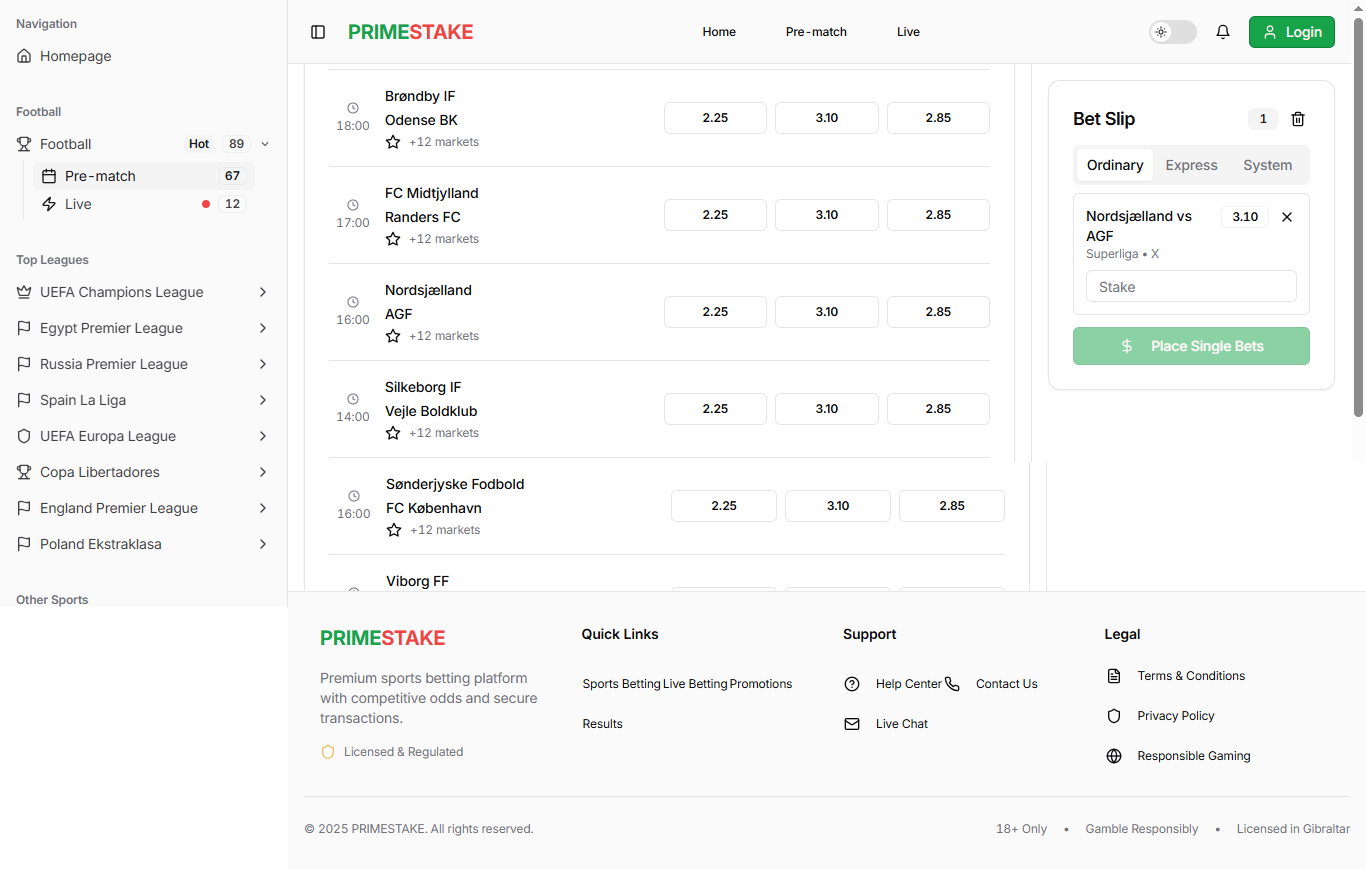 Navigation
Homepage
Football
Football Hot 89
Pre-match 67
Live 12
Top Leagues
UEFA Champions League
Egypt Premier League
Russia Premier League
Spain La Liga
UEFA Europa League
Copa Libertadores
England Premier League
Poland Ekstraklasa
Other Sports
PRIMESTAKE Home Pre-match Live Login
18:00
Brøndby IF
Odense BK
+12 markets
2.25 3.10 2.85
17:00
FC Midtjylland
Randers FC
+12 markets
2.25 3.10 2.85
16:00
Nordsjælland
AGF
+12 markets
2.25 3.10 2.85
14:00
Silkeborg IF
Vejle Boldklub
+12 markets
2.25 3.10 2.85
16:00
Sønderjyske Fodbold
FC København
+12 markets
2.25 3.10 2.85
Viborg FF
Bet Slip 1
Ordinary Express System
Nordsjælland vs
AGF
3.10
Superliga • X
Stake
$ Place Single Bets
PRIMESTAKE
Premium sports betting platform
with competitive odds and secure
transactions.
Licensed & Regulated
Quick Links
Sports Betting Live Betting Promotions
Results
Support
Help Center Contact Us
Live Chat
Legal
Terms & Conditions
Privacy Policy
Responsible Gaming
© 2025 PRIMESTAKE. All rights reserved.
18+ Only • Gamble Responsibly • Licensed in Gibraltar